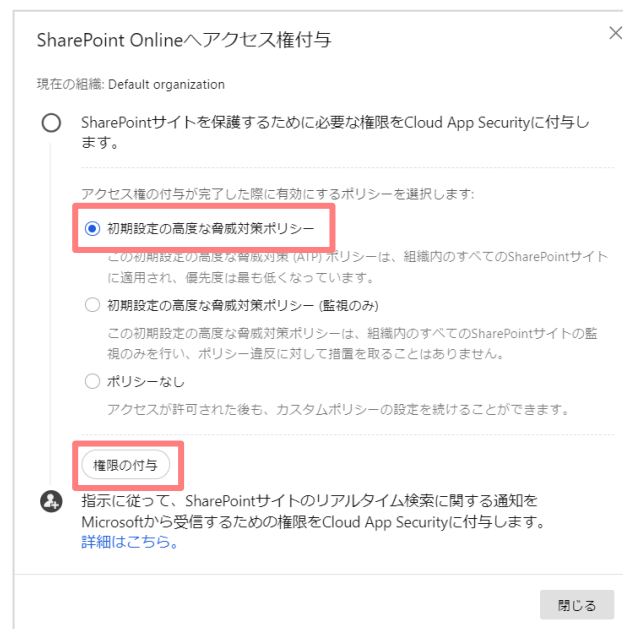 SharePoint Onlineへアクセス権付与
現在の組織: Default organization
SharePointサイトを保護するために必要な権限をCloud App Securityに付与し
ます。
アクセス権の付与が完了した際に有効にするポリシーを選択します:
初期設定の高度な脅威対策ポリシー
この初期設定の高度な脅威対策 (ATP) ポリシーは、組織内のすべてのSharePointサイト
に適用され、優先度は最も低くなっています。
初期設定の高度な脅威対策ポリシー (監視のみ)
この初期設定の高度な脅威対策ポリシーは、組織内のすべてのSharePointサイトの監
視のみを行い、ポリシー違反に対して措置を取ることはありません。
ポリシーなし
アクセスが許可された後も、カスタムポリシーの設定を続けることができます。
権限の付与
指示に従って、SharePointサイトのリアルタイム検索に関する通知を
Microsoftから受信するための権限をCloud App Securityに付与します。
詳細はこちら。
閉じる